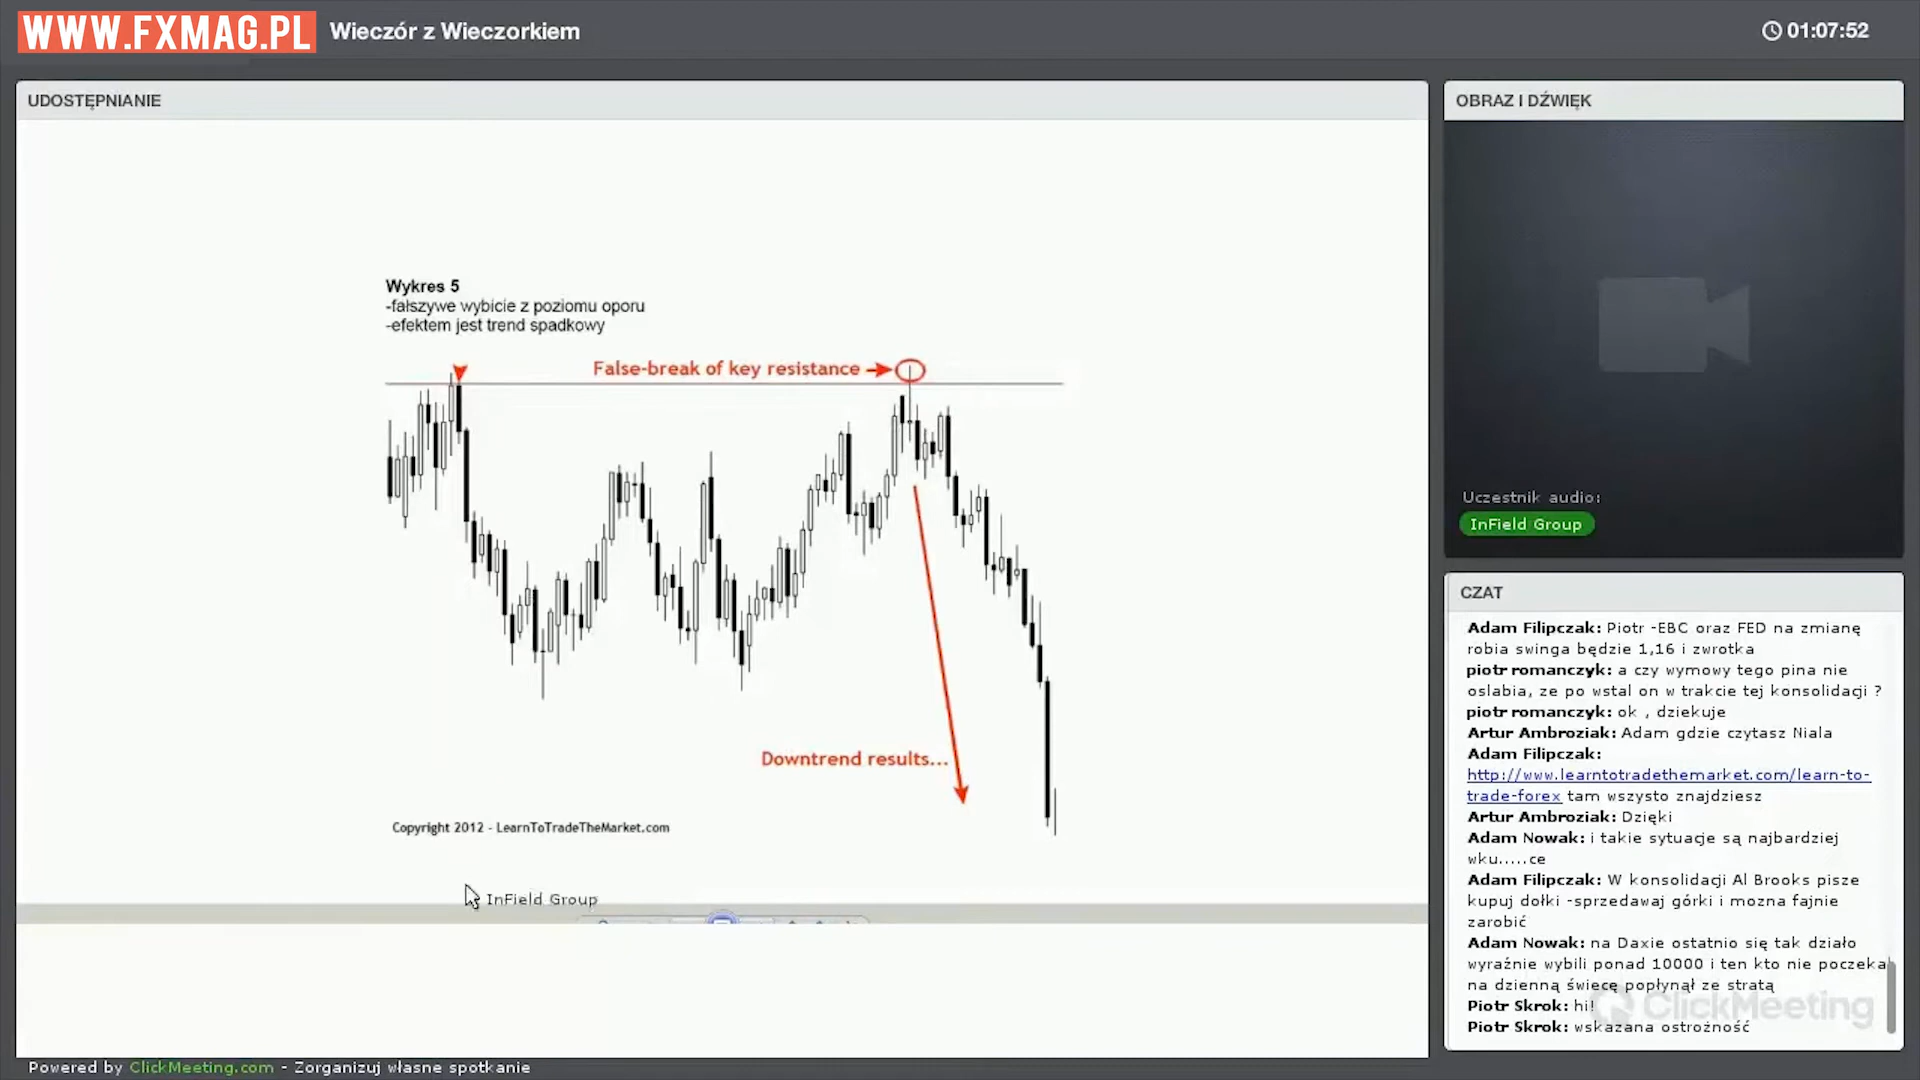 WWW.FXMAG.PL
Wieczór z Wieczorkiem
01:07:52
UDOSTĘPNIANIE
Wykres 5
-fałszywe wybicie z poziomu oporu
-efektem jest trend spadkowy
False-break of key resistance
Downtrend results...
Copyright 2012 - LearnToTradeTheMarket.com
InField Group
OBRAZ I DŹWIĘK
Uczestnik audio:
InField Group
CZAT
Adam Filipczak: Piotr -EBC oraz FED na zmianę
robia swinga będzie 1,16 i zwrotka
piotr romanczyk: a czy wymowy tego pina nie
oslabia, ze po wstal on w trakcie tej konsolidacji ?
piotr romanczyk: ok , dziekuje
Artur Ambroziak: Adam gdzie czytasz Niala
Adam Filipczak:
http://www.learntotradethemarket.com/learn-to-
trade-forex tam wszysto znajdziesz
Artur Ambroziak: Dzięki
Adam Nowak: i takie sytuacje są najbardziej
wku.....ce
Adam Filipczak: W konsolidacji Al Brooks pisze
kupuj dołki -sprzedawaj górki i mozna fajnie
zarobić
Adam Nowak: na Daxie ostatnio się tak działo
wyraźnie wybili ponad 10000 i ten kto nie poczeka
na dzienną świecę popłynął ze stratą
Piotr Skrok: hi!
Piotr Skrok: wskazana ostrożność
ClickMeeting
Powered by ClickMeeting.com - Zorganizuj własne spotkanie